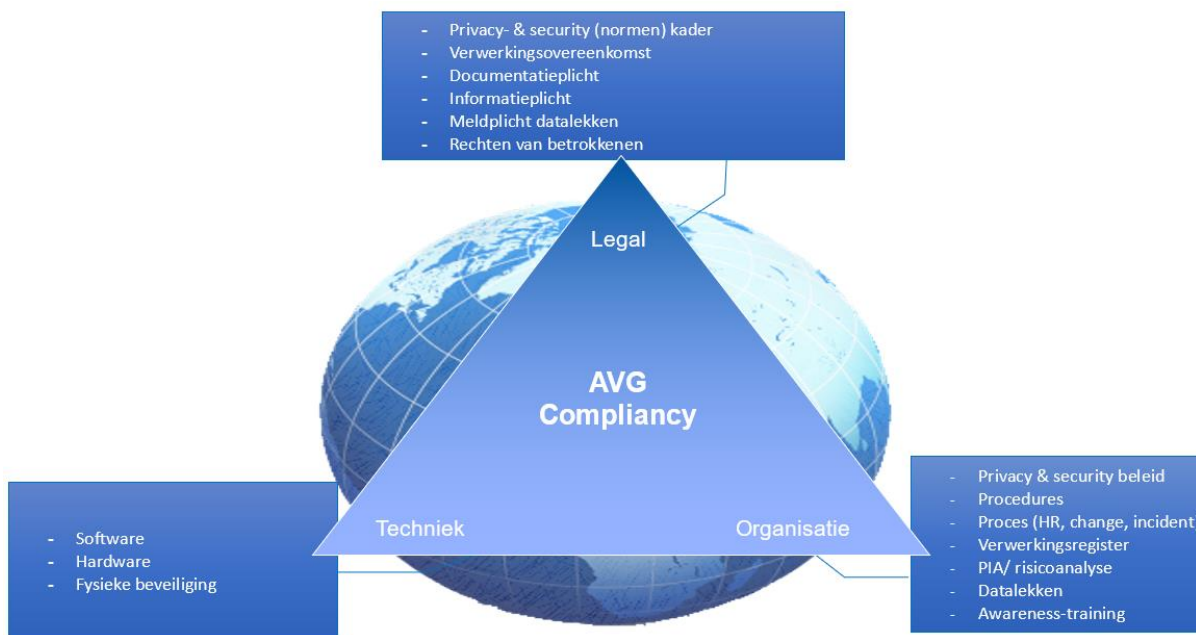 - Privacy- & security (normen) kader
- Verwerkingsovereenkomst
- Documentatieplicht
- Informatieplicht
- Meldplicht datalekken
- Rechten van betrokkenen
Legal
AVG
Compliancy
Techniek
Organisatie
- Software
- Hardware
- Fysieke beveiliging
- Privacy & security beleid
- Procedures
- Proces (HR, change, incident)
- Verwerkingsregister
- PIA/ risicoanalyse
- Datalekken
- Awareness-training